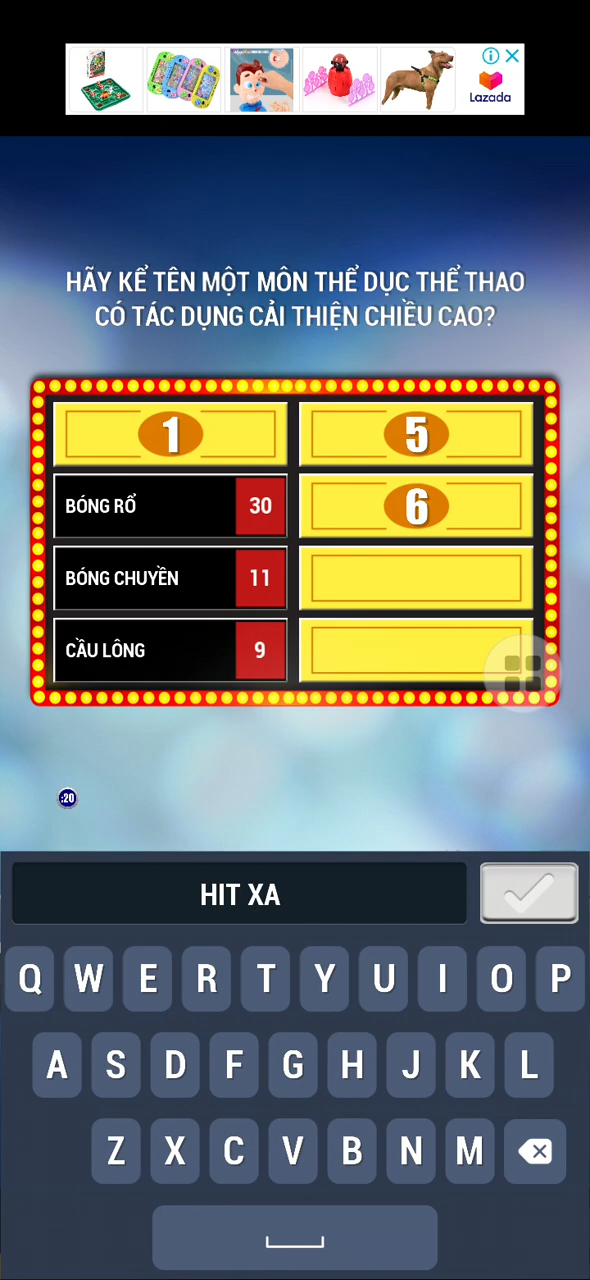 Lazada
HÃY KỂ TÊN MỘT MÔN THỂ DỤC THỂ THAO
CÓ TÁC DỤNG CẢI THIỆN CHIỀU CAO?
1
5
BÓNG RỔ 30
6
BÓNG CHUYỀN 11
CẦU LÔNG 9
:20
HIT XA
Q W E R T Y U I O P
A S D F G H J K L
Z X C V B N M